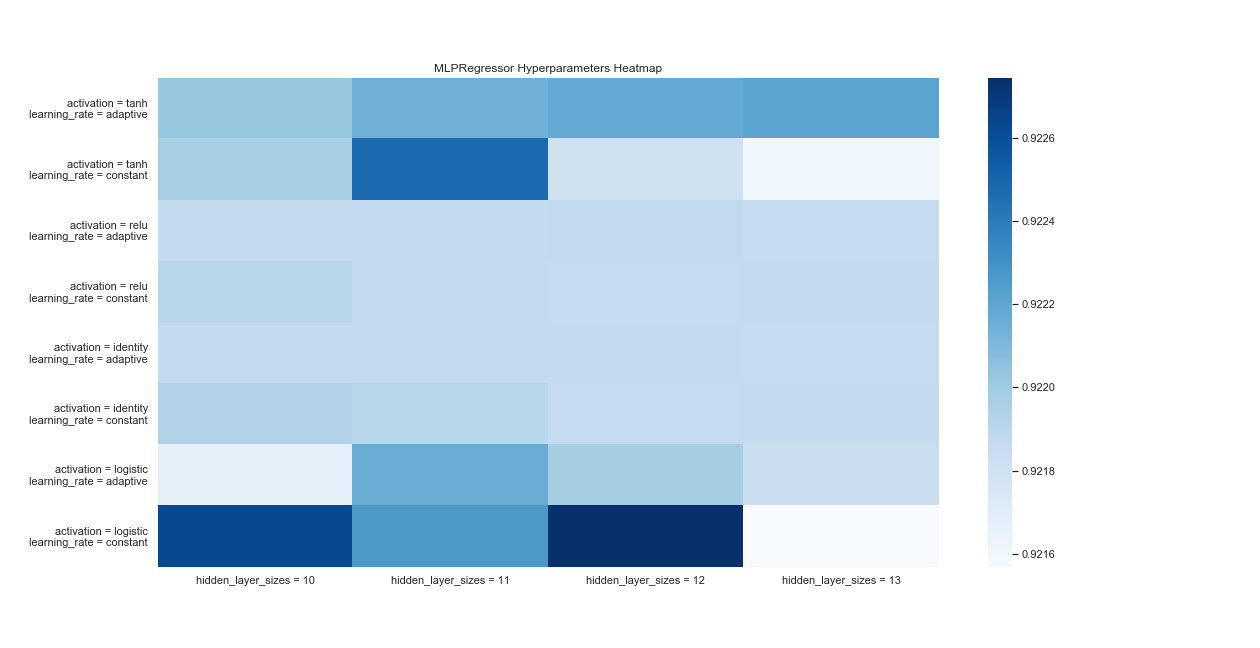 MLPRegressor Hyperparameters Heatmap
activation = tanh
learning_rate = adaptive
activation = tanh
learning_rate = constant
activation = relu
learning_rate = adaptive
activation = relu
learning_rate = constant
activation = identity
learning_rate = adaptive
activation = identity
learning_rate = constant
activation = logistic
learning_rate = adaptive
activation = logistic
learning_rate = constant
hidden_layer_sizes = 10
hidden_layer_sizes = 11
hidden_layer_sizes = 12
hidden_layer_sizes = 13
0.9226
0.9224
0.9222
0.9220
0.9218
0.9216